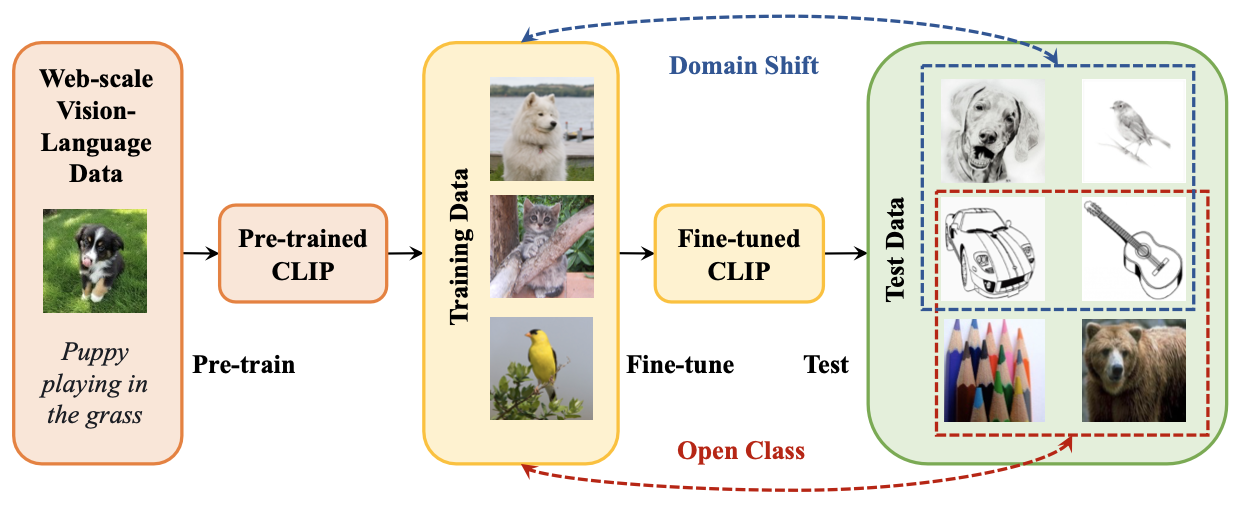 Web-scale
Vision-
Language
Data
Puppy
playing in
the grass
Pre-trained
CLIP
Pre-train
Training Data
Fine-tuned
CLIP
Fine-tune
Test
Domain Shift
Open Class
Test Data